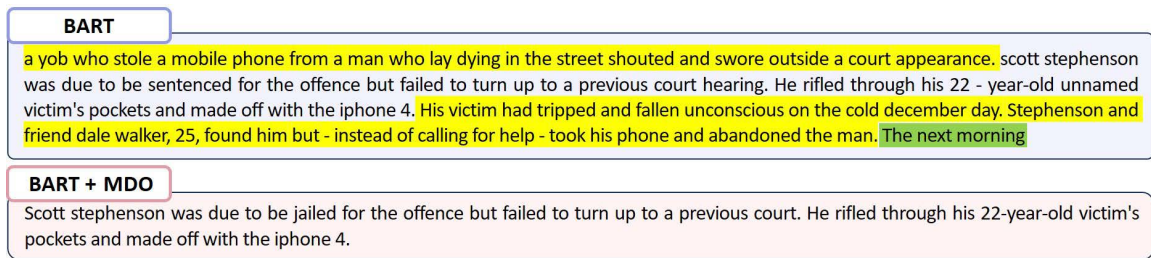 BART
a yob who stole a mobile phone from a man who lay dying in the street shouted and swore outside a court appearance. scott stephenson
was due to be sentenced for the offence but failed to turn up to a previous court hearing. He rifled through his 22 - year-old unnamed
victim's pockets and made off with the iphone 4. His victim had tripped and fallen unconscious on the cold december day. Stephenson and
friend dale walker, 25, found him but - instead of calling for help - took his phone and abandoned the man. The next morning
BART + MDO
Scott stephenson was due to be jailed for the offence but failed to turn up to a previous court. He rifled through his 22-year-old victim's
pockets and made off with the iphone 4.